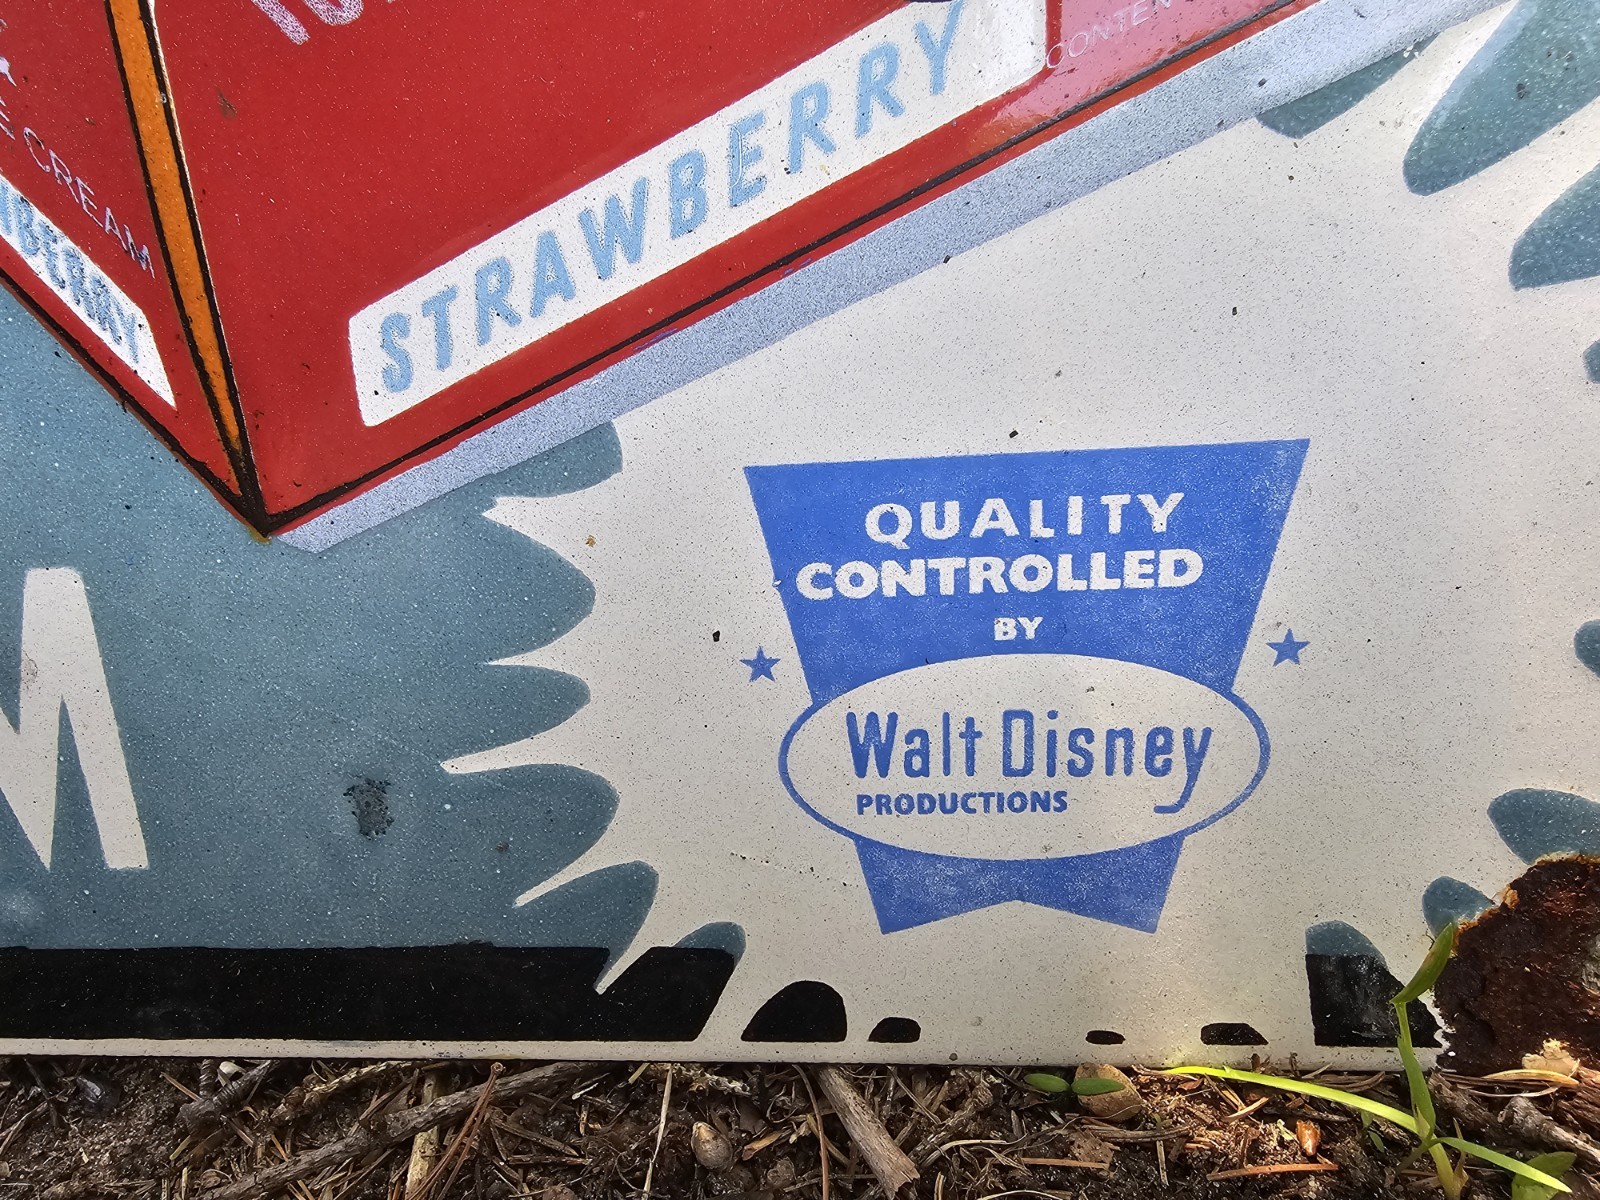 CREAM
STRAWBERRY
QUALITY
CONTROLLED
BY
Walt Disney
PRODUCTIONS
M